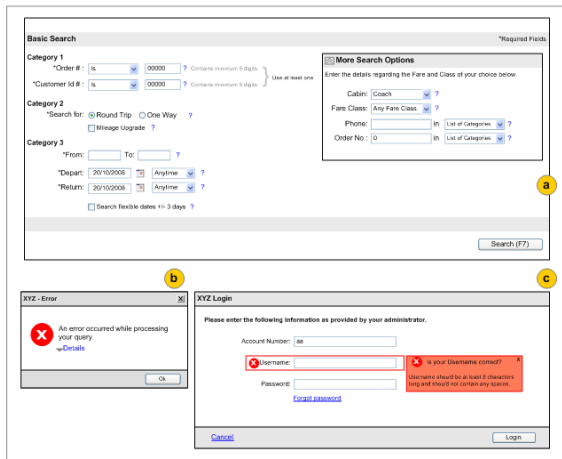 Basic Search *Required Fields
Category 1
*Order # : Is 00000 ? Contains minimum 5 digits.
*Customer Id # : Is 00000 ? Contains minimum 5 digits.
Use at least one
Category 2
*Search for: Round Trip One Way ?
Mileage Upgrade ?
Category 3
*From: To: ?
*Depart: 20/10/2008 Anytime ?
*Return: 20/10/2008 Anytime ?
Search flexible dates +/- 3 days ?
More Search Options
Enter the details regarding the Fare and Class of your choice below.
Cabin: Coach ?
Fare Class: Any Fare Class ?
Phone: in List of Categories ?
Order No.: 0 in List of Categories ?
a
Search (F7)
b
XYZ - Error X
An error occurred while processing
your query.
Details
Ok
c
XYZ Login
Please enter the following information as provided by your administrator.
Account Number: aa
Username:
Password:
Forgot password
Is your Username correct? x
Username should be at least 8 characters
long and should not contain any spaces.
Cancel Login